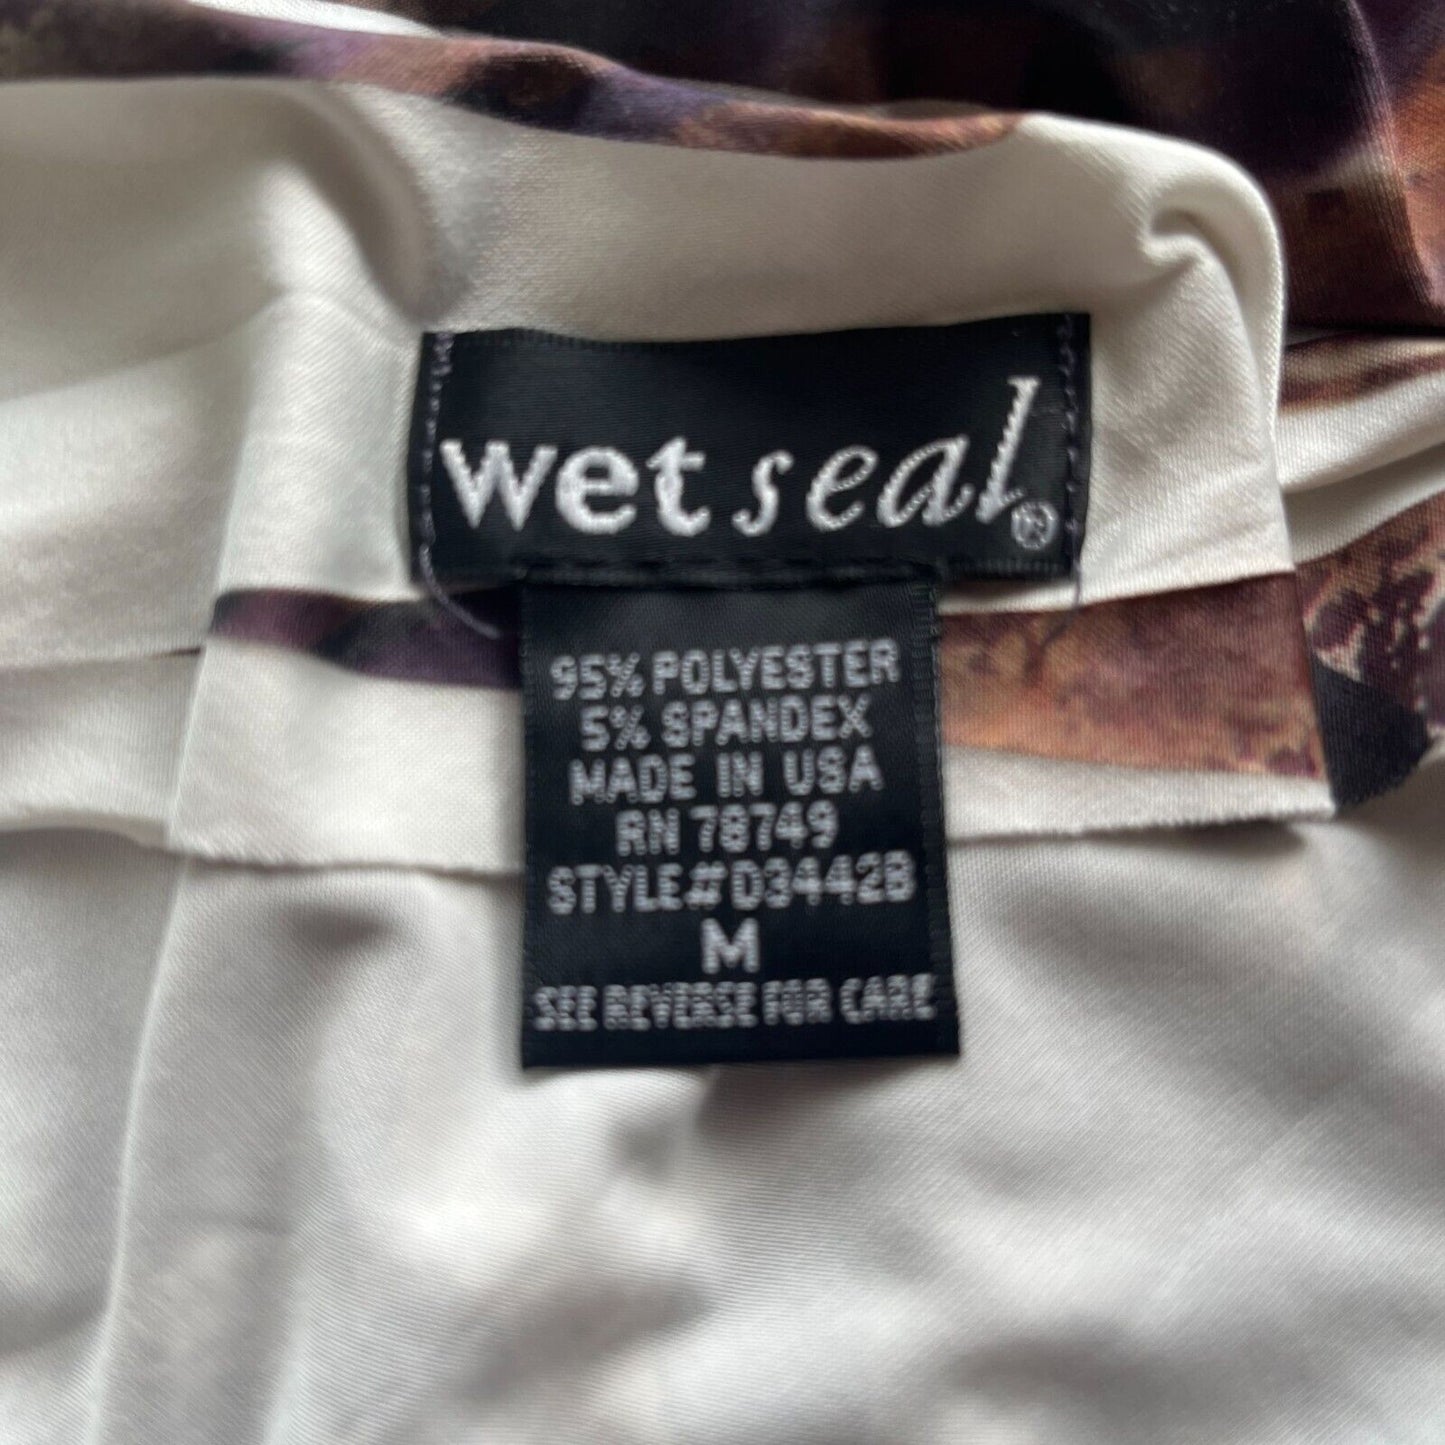 wet seal®
95% POLYESTER
5% SPANDEX
MADE IN USA
RN 78749
STYLE# D3442B
M
SEE REVERSE FOR CARE